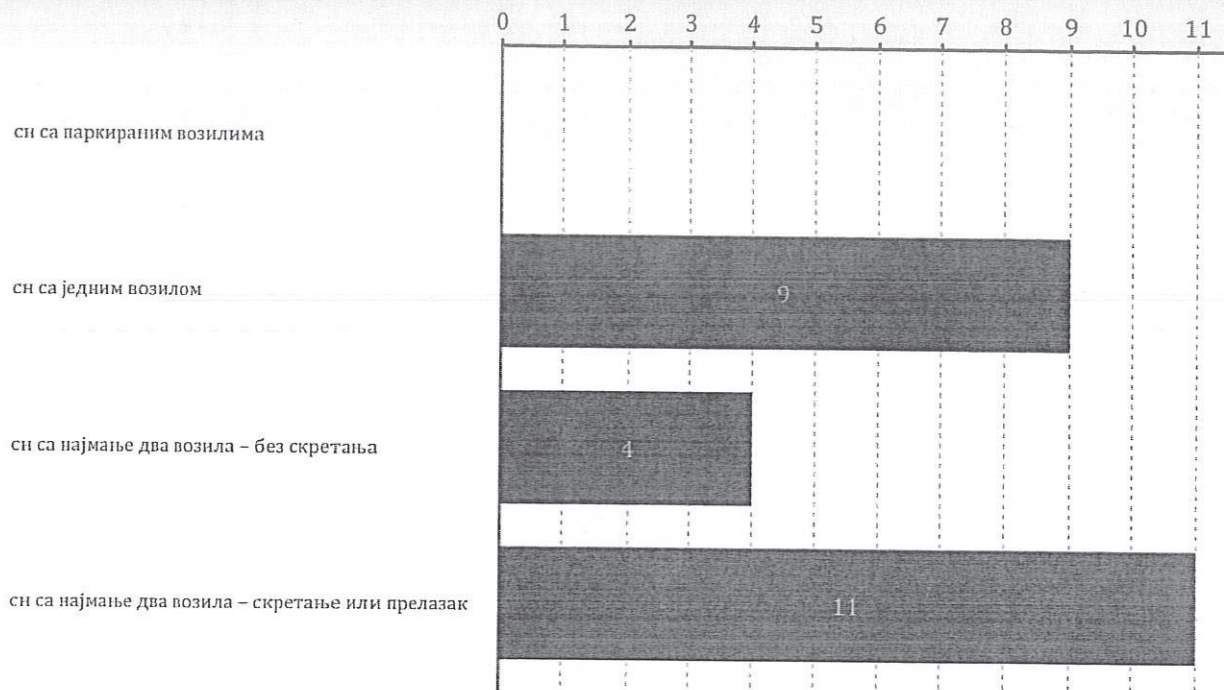 0 1 2 3 4 5 6 7 8 9 10 11
сн са паркираним возилима
сн са једним возилом
9
сн са најмање два возила – без скретања
4
сн са најмање два возила – скретање или прелазак
11